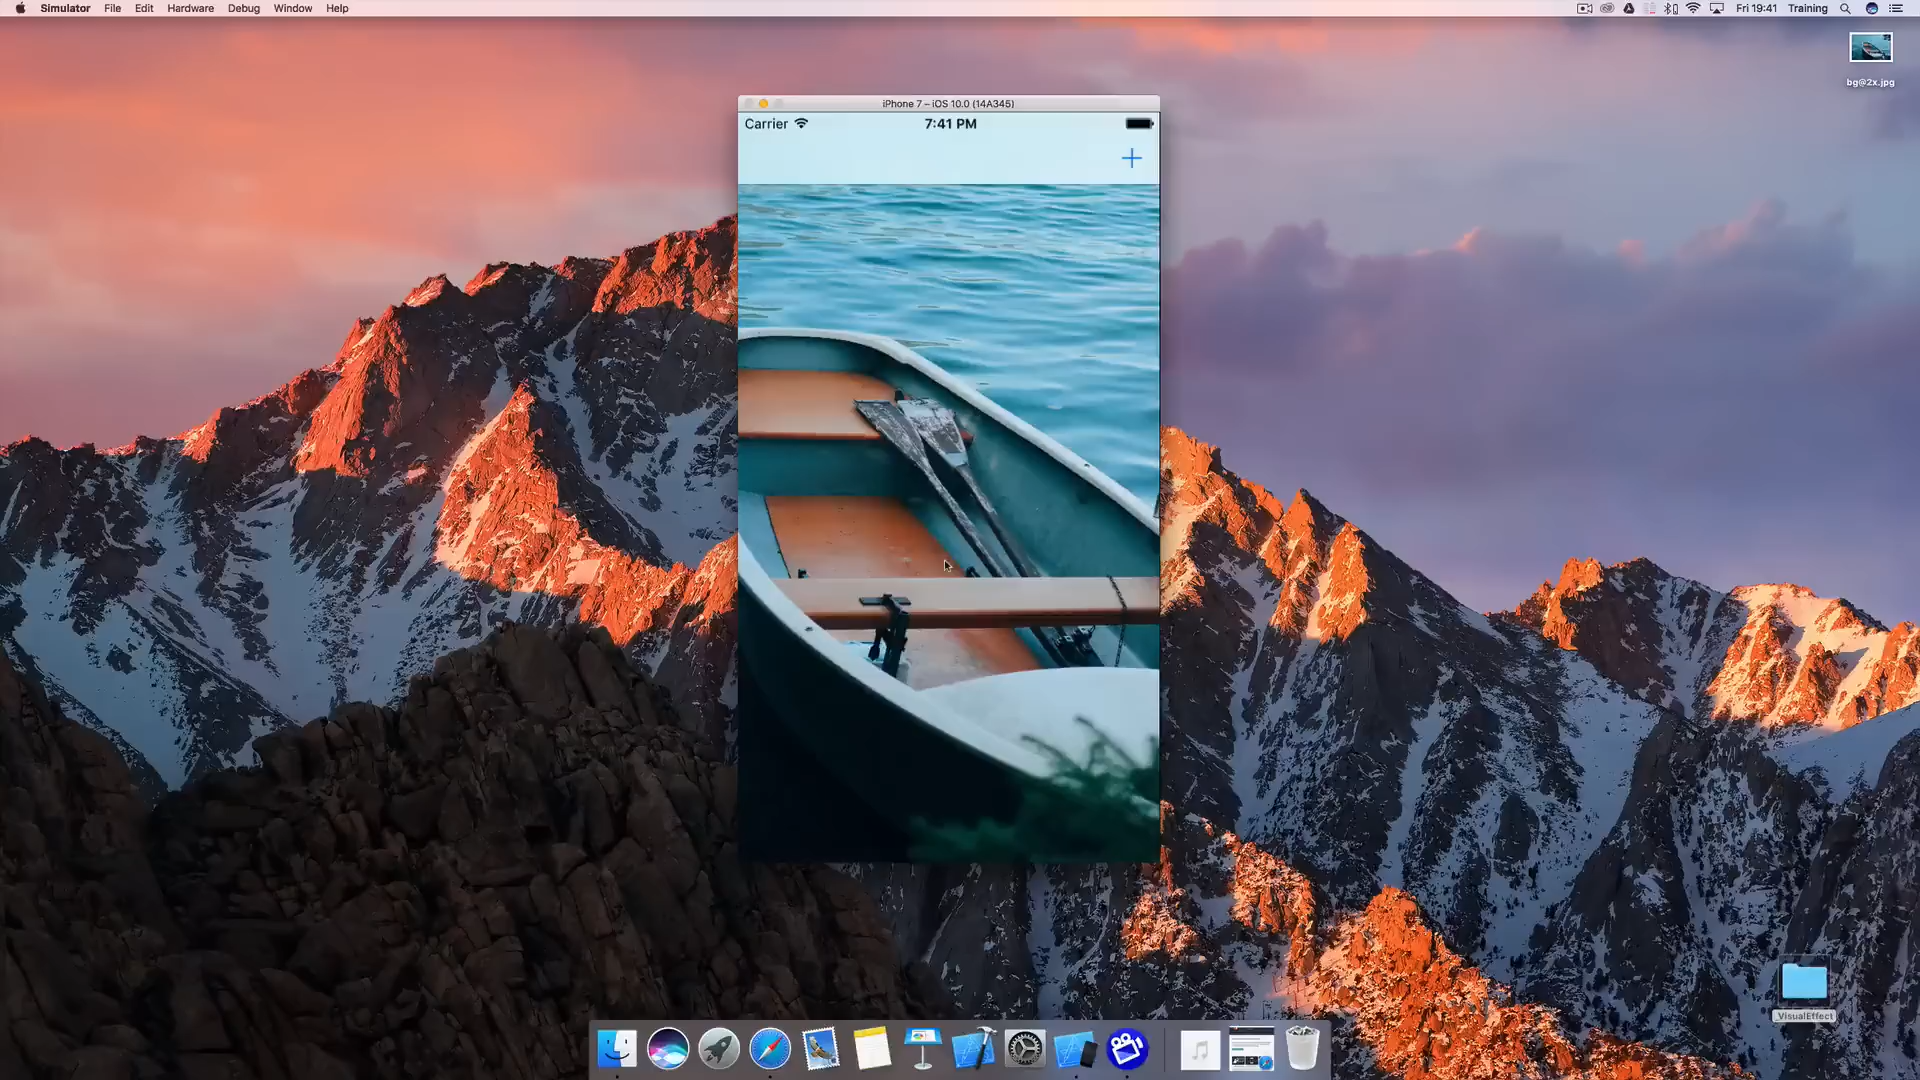 Simulator File Edit Hardware Debug Window Help
Fri 19:41 Training
bg@2x.jpg
iPhone 7 – iOS 10.0 (14A345)
Carrier 7:41 PM
_VisualEffect